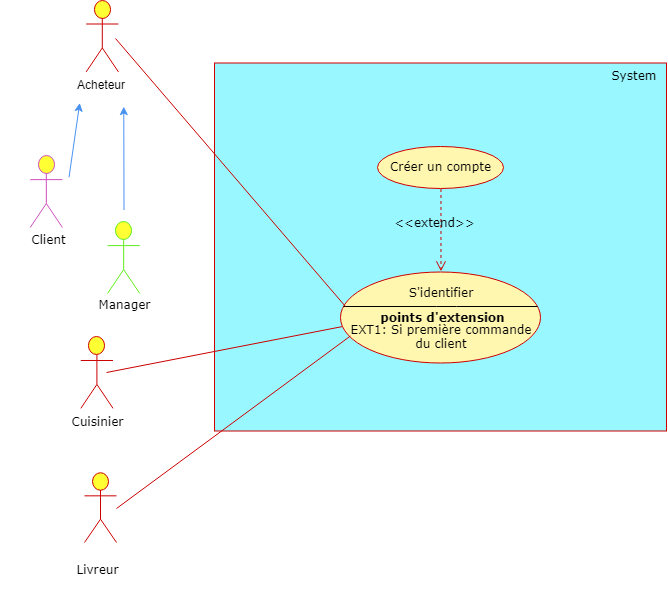 Acheteur
System
Créer un compte
Client
<<extend>>
Manager
S'identifier
points d'extension
EXT1: Si première commande
du client
Cuisinier
Livreur